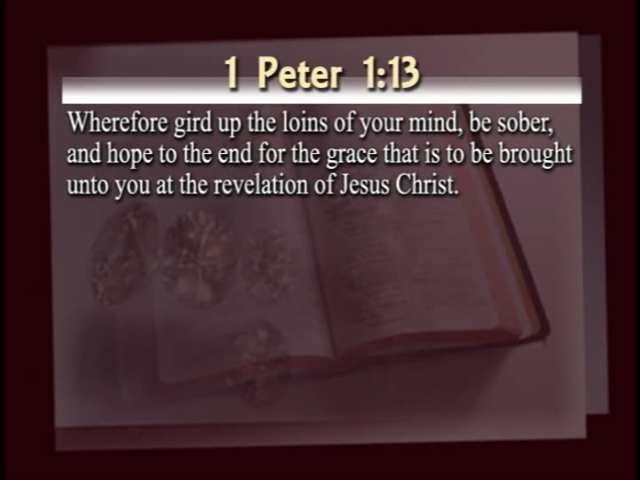 1 Peter 1:13
Wherefore gird up the loins of your mind, be sober,
and hope to the end for the grace that is to be brought
unto you at the revelation of Jesus Christ.